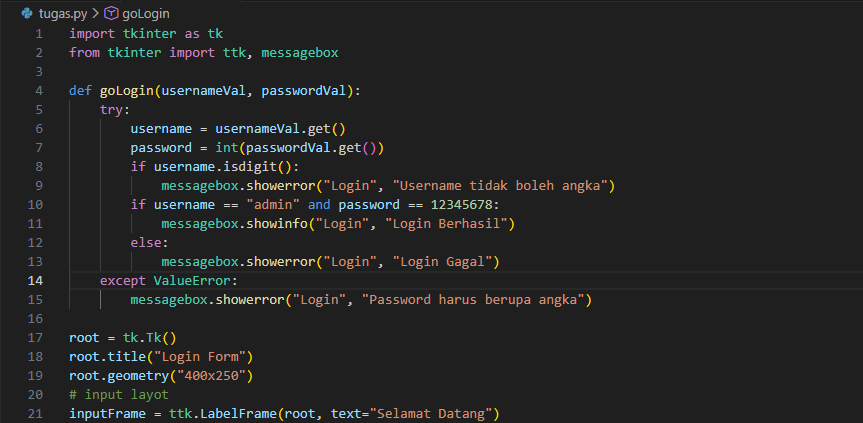 tugas.py > goLogin
1 import tkinter as tk
2 from tkinter import ttk, messagebox
3
4 def goLogin(usernameVal, passwordVal):
5     try:
6         username = usernameVal.get()
7         password = int(passwordVal.get())
8         if username.isdigit():
9             messagebox.showerror("Login", "Username tidak boleh angka")
10         if username == "admin" and password == 12345678:
11             messagebox.showinfo("Login", "Login Berhasil")
12         else:
13             messagebox.showerror("Login", "Login Gagal")
14     except ValueError:
15         messagebox.showerror("Login", "Password harus berupa angka")
16
17 root = tk.Tk()
18 root.title("Login Form")
19 root.geometry("400x250")
20 # input layot
21 inputFrame = ttk.LabelFrame(root, text="Selamat Datang")